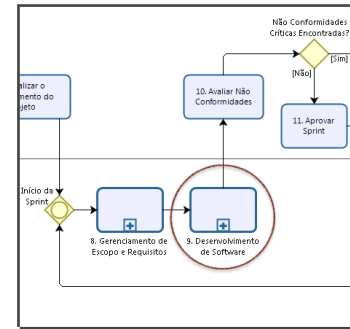 Não Conformidades
Críticas Encontradas?
[Sim]
[Não]
alizar o
mento do
ojeto
10. Avaliar Não
Conformidades
11. Aprovar
Sprint
Início da
Sprint
8. Gerenciamento de
Escopo e Requisitos
9. Desenvolvimento
de Software